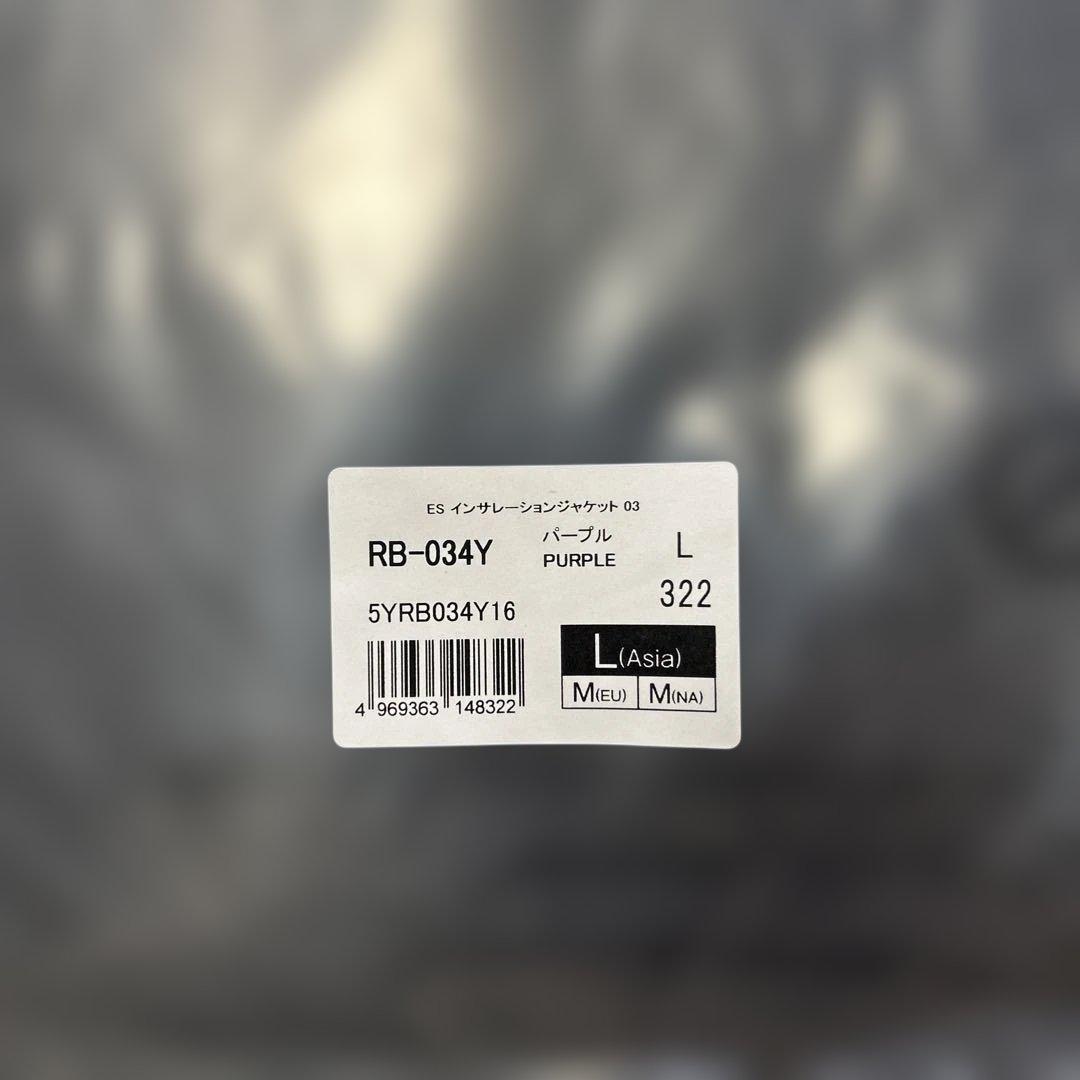 ES インサレーションジャケット 03
RB-034Y
パープル
PURPLE
L
322
5YRB034Y16
L(Asia)
M(EU) M(NA)
4 969363 148322